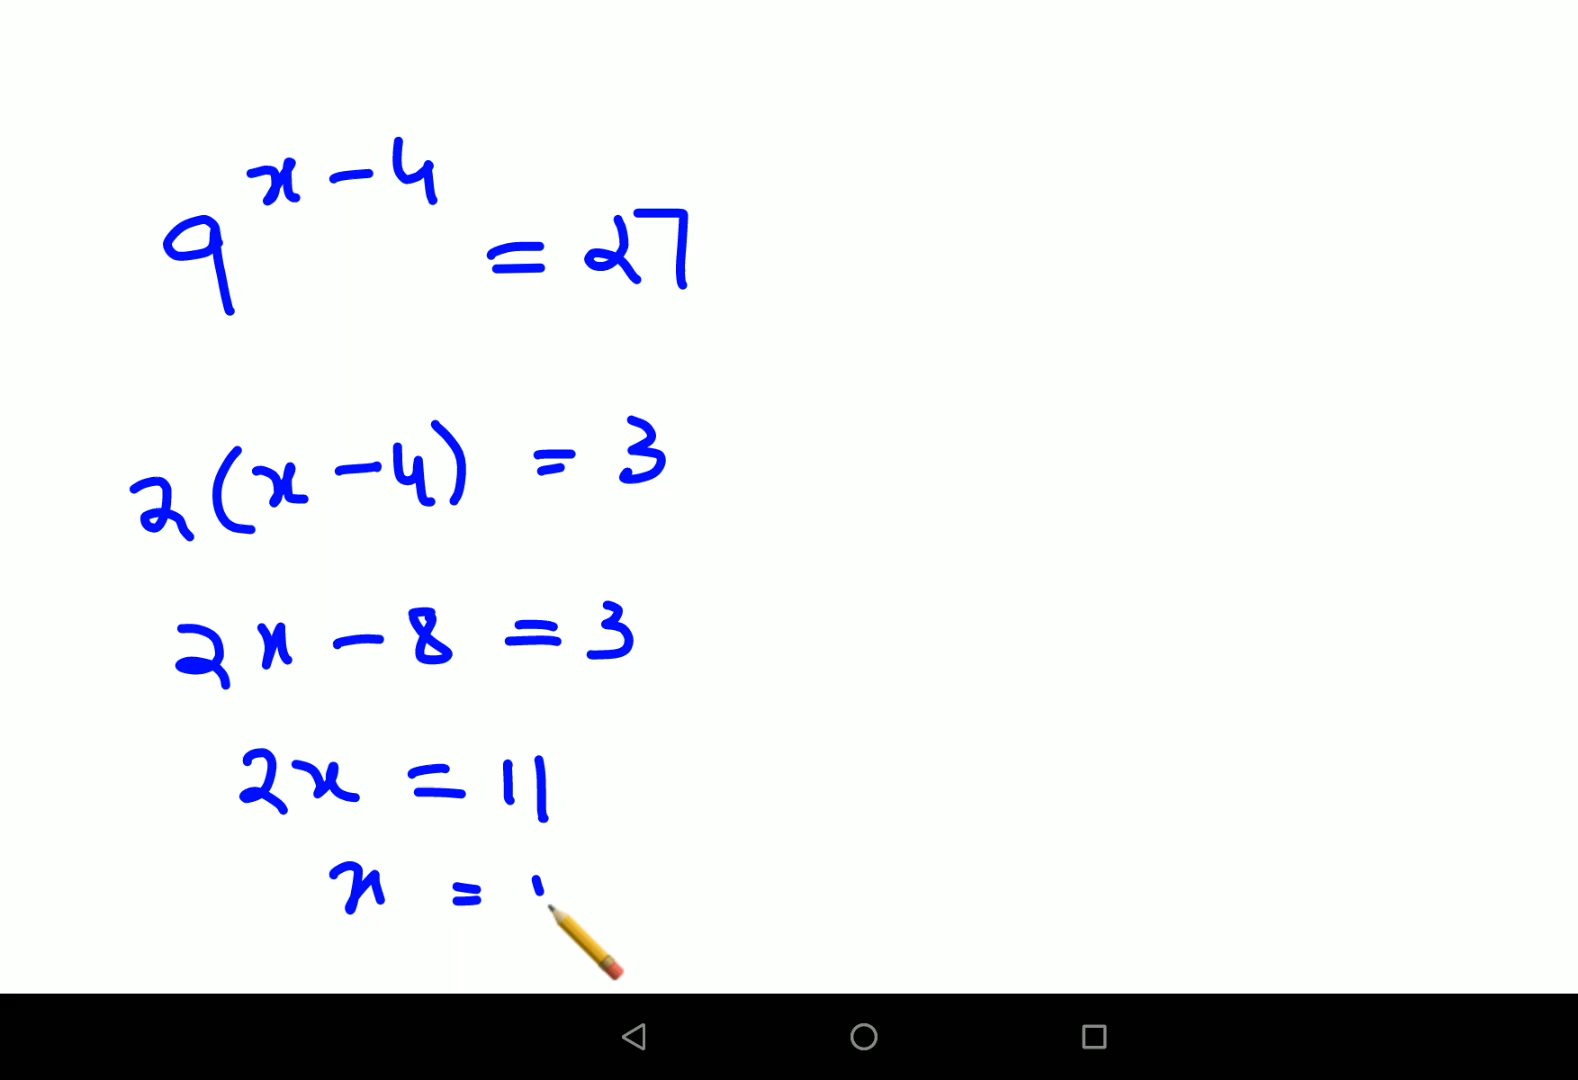 9^{x-4} = 27
2(x-4) = 3
2x - 8 = 3
2x = 11
x =